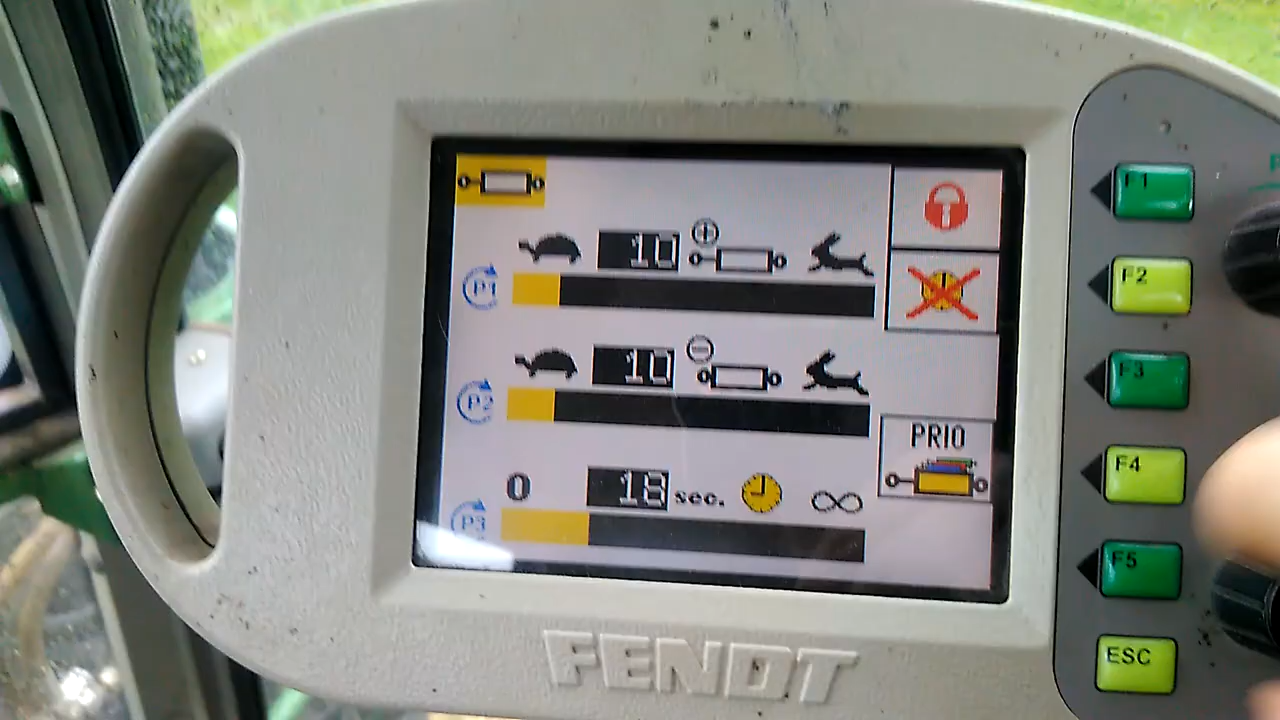 F1
10
P1
F2
10
P2
F3
PRIO
F4
0 18 sec. ∞
P3
F5
ESC
FENDT